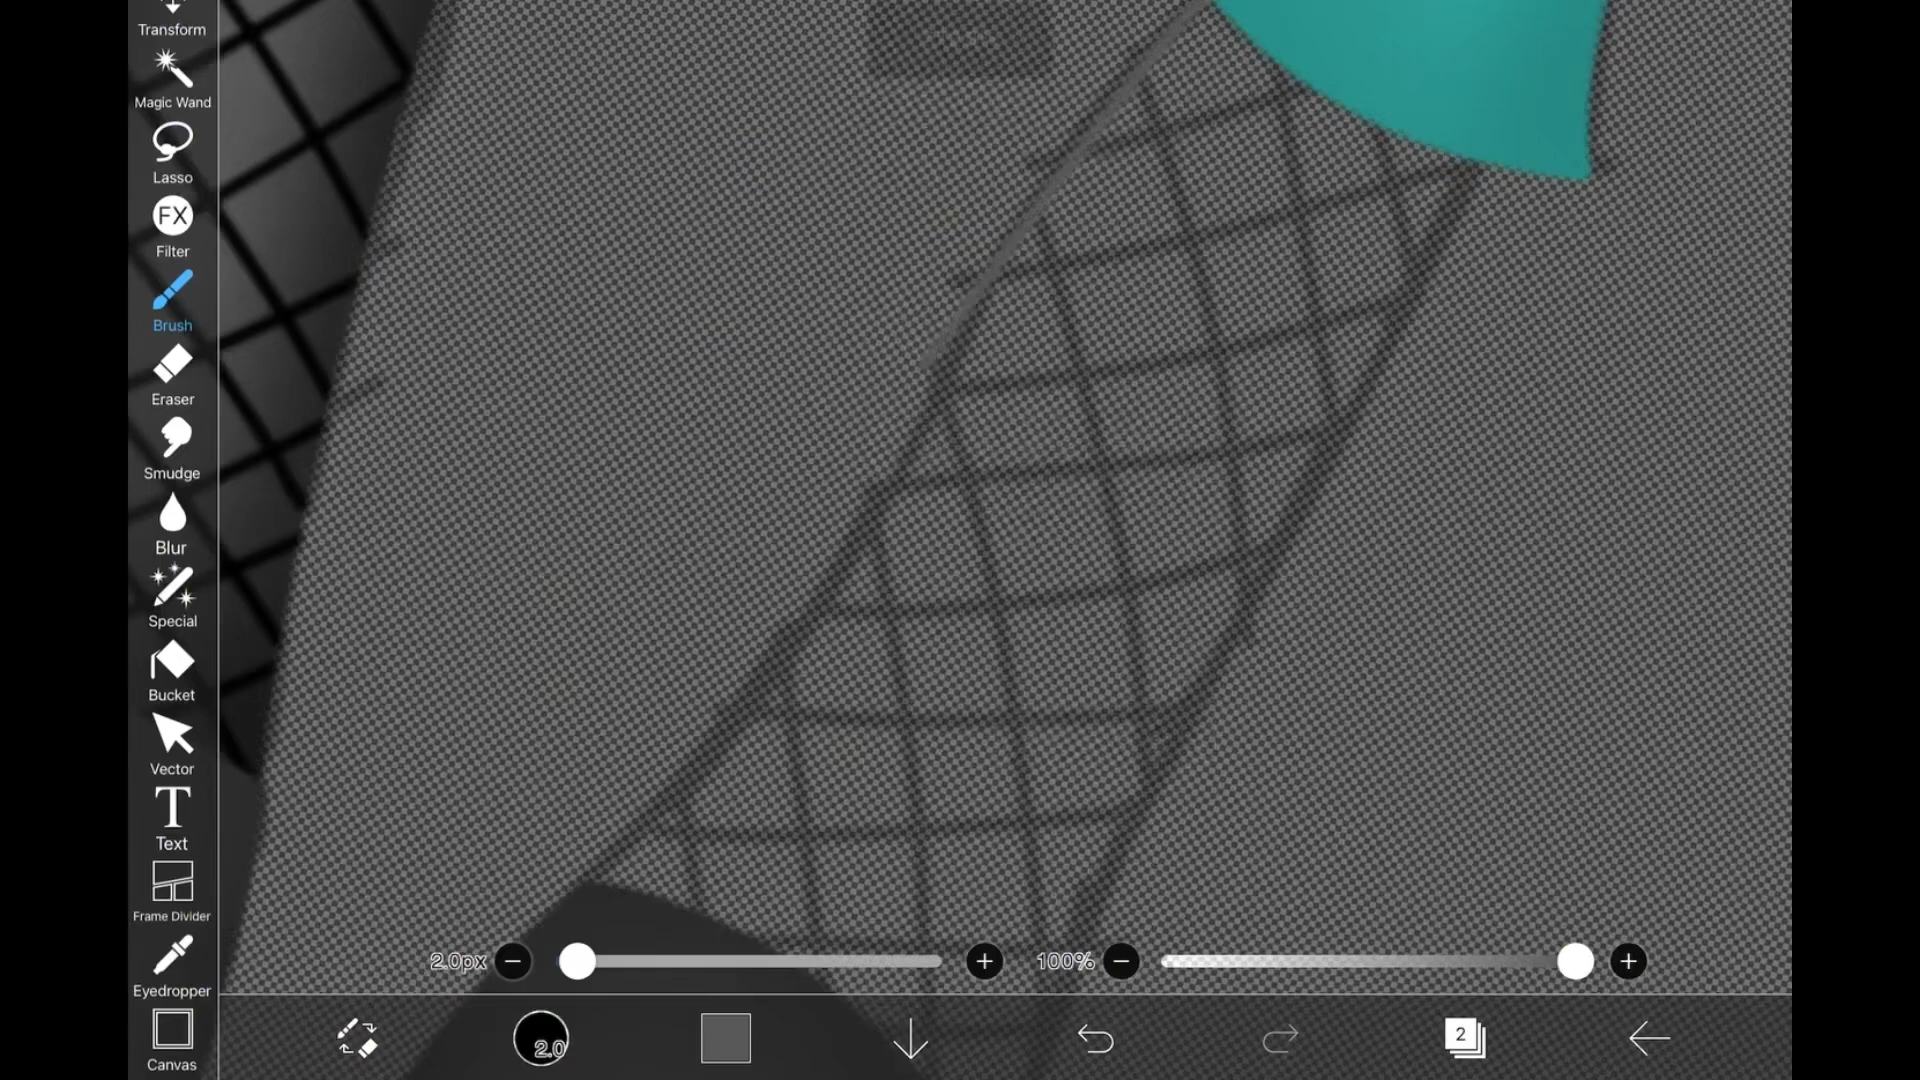 Transform
Magic Wand
Lasso
FX
Filter
Brush
Eraser
Smudge
Blur
Special
Bucket
Vector
T
Text
Frame Divider
Eyedropper
Canvas
2.0px
100%
2.0
2